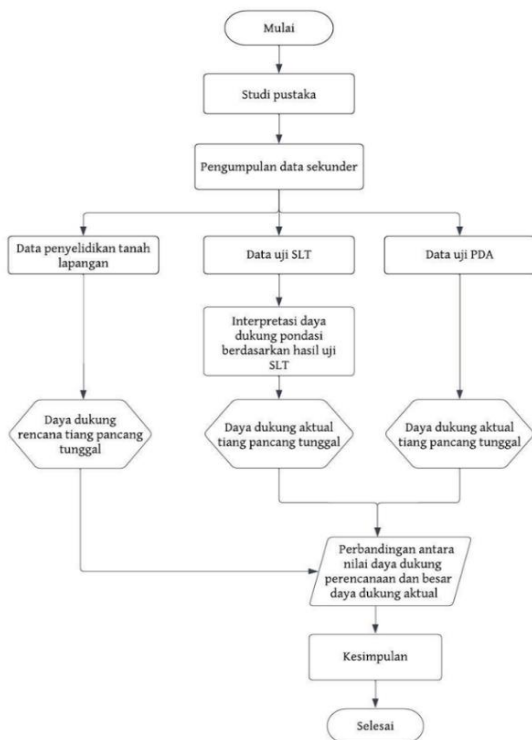 Mulai
Studi pustaka
Pengumpulan data sekunder
Data penyelidikan tanah
lapangan
Data uji SLT
Data uji PDA
Interpretasi daya
dukung pondasi
berdasarkan hasil uji
SLT
Daya dukung
rencana tiang pancang
tunggal
Daya dukung aktual
tiang pancang tunggal
Daya dukung aktual
tiang pancang tunggal
Perbandingan antara
nilai daya dukung
perencanaan dan besar
daya dukung aktual
Kesimpulan
Selesai